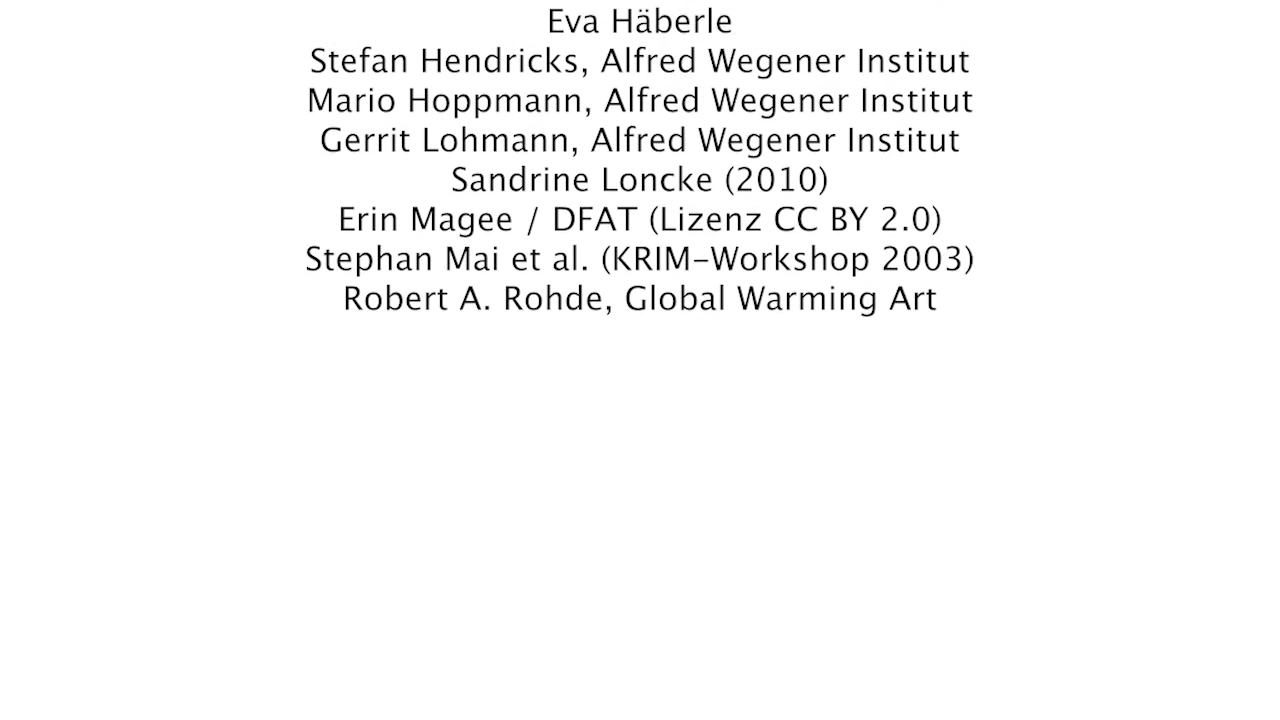 Eva Häberle
Stefan Hendricks, Alfred Wegener Institut
Mario Hoppmann, Alfred Wegener Institut
Gerrit Lohmann, Alfred Wegener Institut
Sandrine Loncke (2010)
Erin Magee / DFAT (Lizenz CC BY 2.0)
Stephan Mai et al. (KRIM-Workshop 2003)
Robert A. Rohde, Global Warming Art